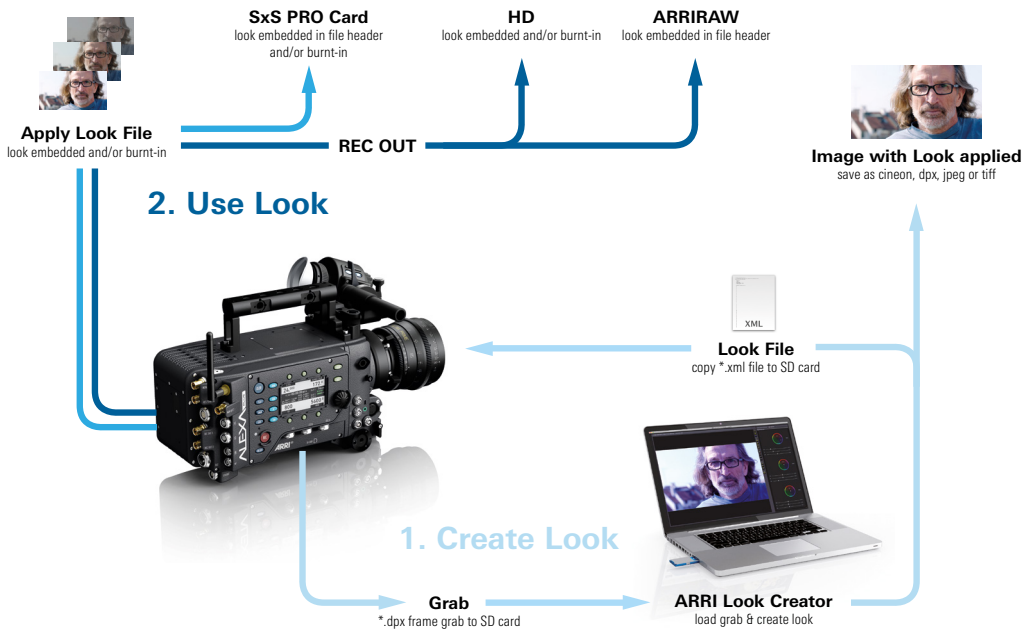 SxS PRO Card
look embedded in file header
and/or burnt-in
HD
look embedded and/or burnt-in
ARRIRAW
look embedded in file header
Apply Look File
look embedded and/or burnt-in
REC OUT
Image with Look applied
save as cineon, dpx, jpeg or tiff
2. Use Look
XML
Look File
copy *.xml file to SD card
ALEXA
ARRI
1. Create Look
Grab
*.dpx frame grab to SD card
ARRI Look Creator
load grab & create look